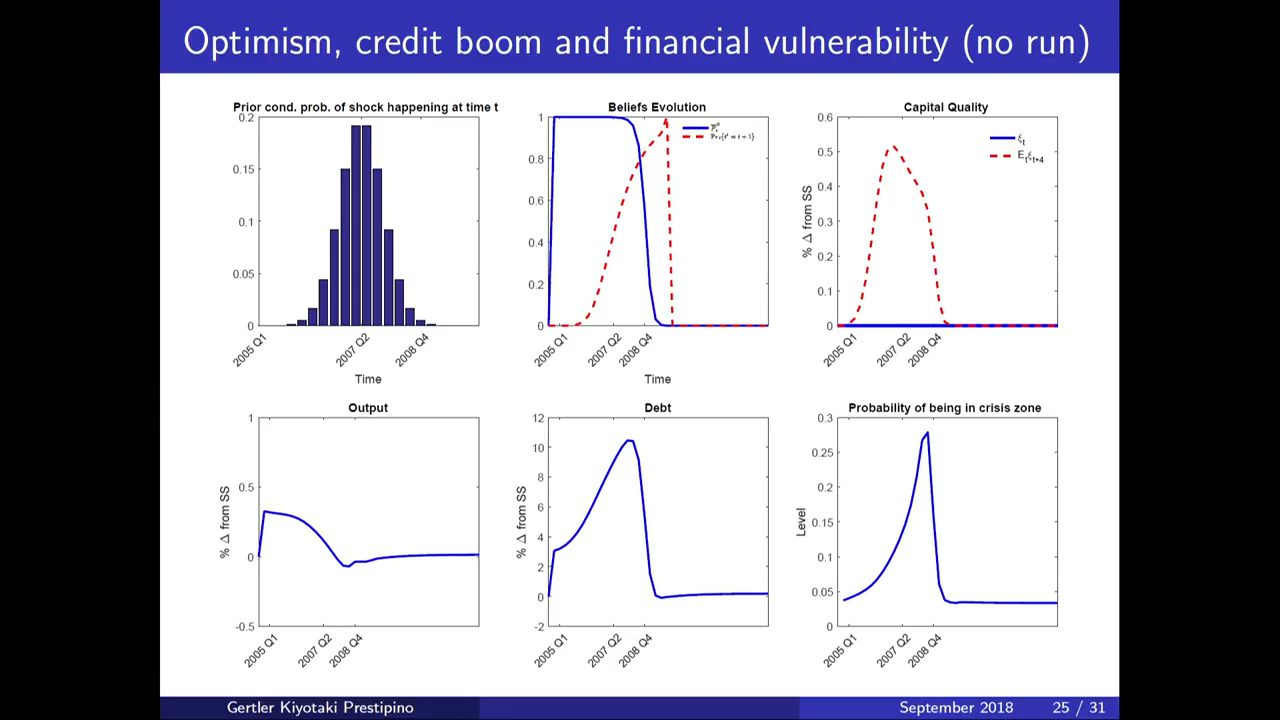 Optimism, credit boom and financial vulnerability (no run)
Prior cond. prob. of shock happening at time t
0.2
0.15
0.1
0.05
0
2005 Q1
2007 Q2
2008 Q4
Time
Beliefs Evolution
1
0.8
0.6
0.4
0.2
0
2005 Q1
2007 Q2
2008 Q4
Time
Capital Quality
% Δ from SS
0.6
0.5
0.4
0.3
0.2
0.1
0
ξt
Etξt+4
2005 Q1
2007 Q2
2008 Q4
Output
% Δ from SS
1
0.5
0
-0.5
2005 Q1
2007 Q2
2008 Q4
Debt
% Δ from SS
12
10
8
6
4
2
0
-2
2005 Q1
2007 Q2
2008 Q4
Probability of being in crisis zone
Level
0.3
0.25
0.2
0.15
0.1
0.05
0
2005 Q1
2007 Q2
2008 Q4
Gertler Kiyotaki Prestipino
September 2018
25 / 31